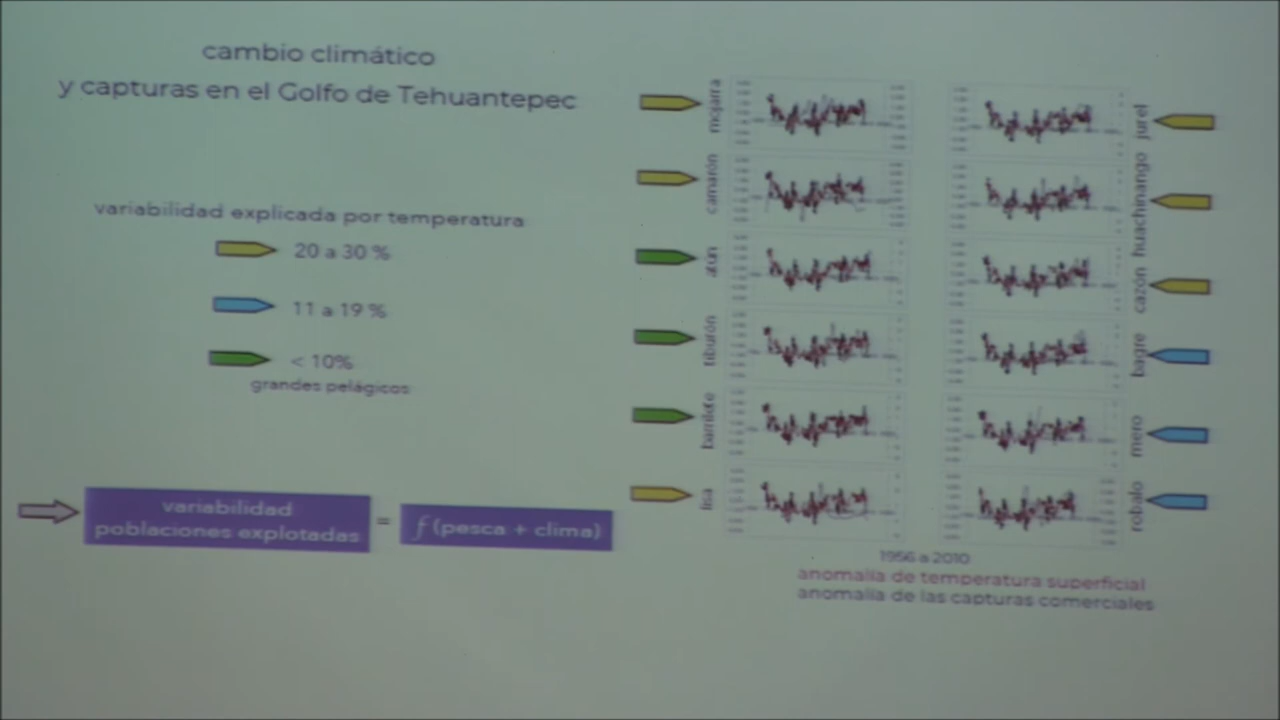 cambio climático
y capturas en el Golfo de Tehuantepec
variabilidad explicada por temperatura
20 a 30 %
11 a 19 %
< 10%
grandes pelágicos
variabilidad
poblaciones explotadas
=
f (pesca + clima)
mojarra
camarón
atún
tiburón
barrilete
lisa
jurel
huachinango
cazón
bagre
mero
robalo
1956 a 2010
anomalía de temperatura superficial
anomalía de las capturas comerciales